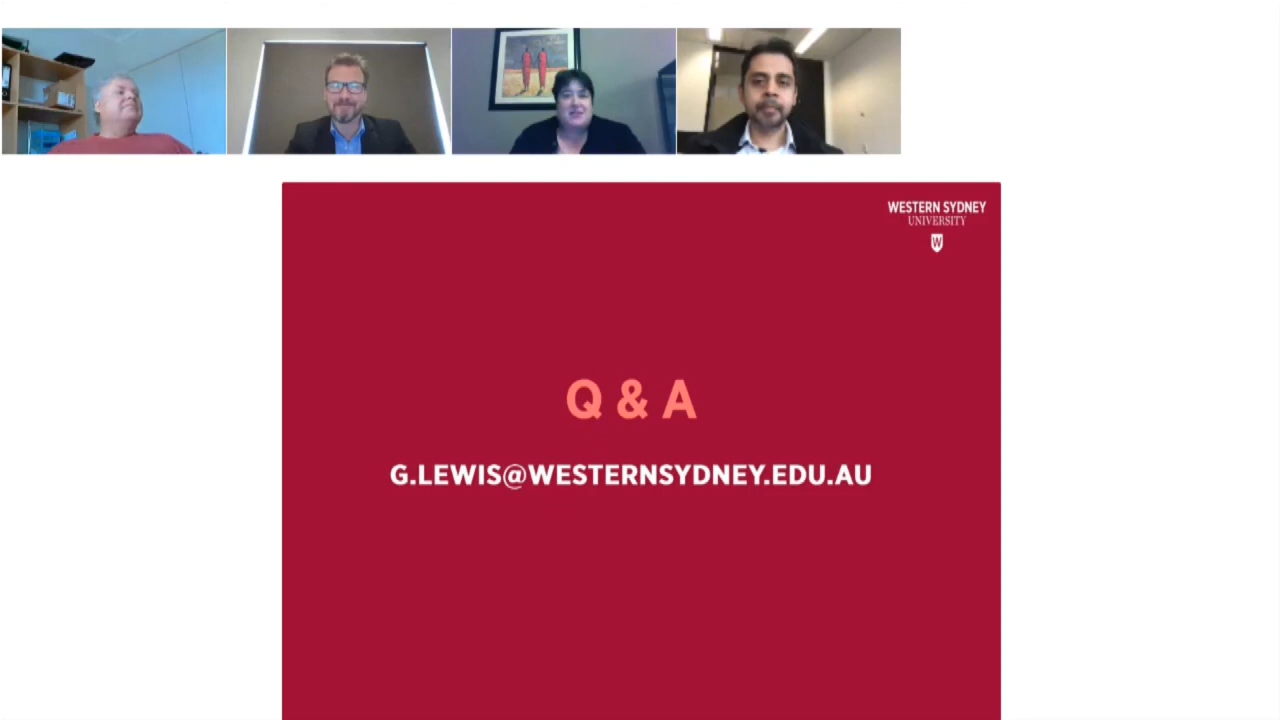 WESTERN SYDNEY
UNIVERSITY
W
Q & A
G.LEWIS@WESTERNSYDNEY.EDU.AU